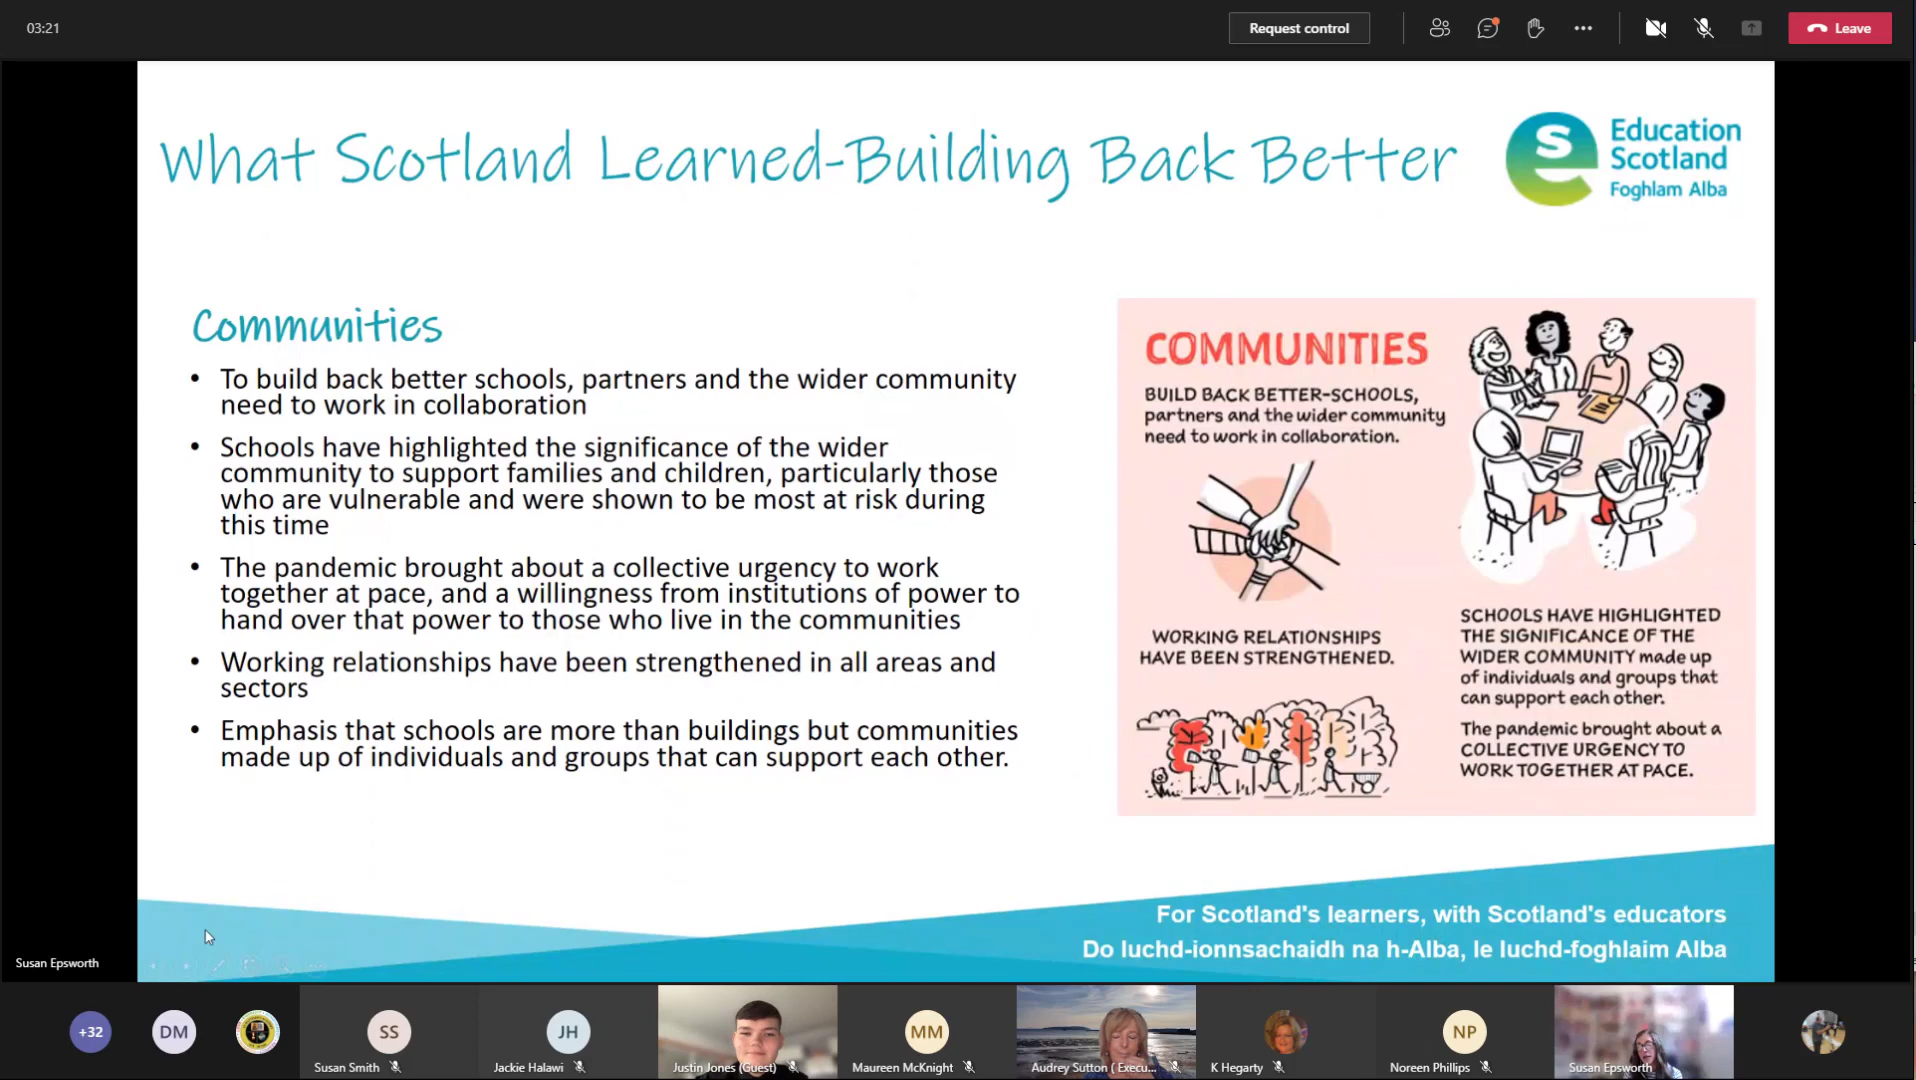 03:21
Request control
Leave
What Scotland Learned-Building Back Better
Education
Scotland
Foghlam Alba
Communities
• To build back better schools, partners and the wider community
need to work in collaboration
• Schools have highlighted the significance of the wider
community to support families and children, particularly those
who are vulnerable and were shown to be most at risk during
this time
• The pandemic brought about a collective urgency to work
together at pace, and a willingness from institutions of power to
hand over that power to those who live in the communities
• Working relationships have been strengthened in all areas and
sectors
• Emphasis that schools are more than buildings but communities
made up of individuals and groups that can support each other.
COMMUNITIES
BUILD BACK BETTER-SCHOOLS,
partners and the wider community
need to work in collaboration.
WORKING RELATIONSHIPS
HAVE BEEN STRENGTHENED.
SCHOOLS HAVE HIGHLIGHTED
THE SIGNIFICANCE OF THE
WIDER COMMUNITY made up
of individuals and groups that
can support each other.
The pandemic brought about a
COLLECTIVE URGENCY TO
WORK TOGETHER AT PACE.
For Scotland's learners, with Scotland's educators
Do luchd-ionnsachaidh na h-Alba, le luchd-foghlaim Alba
Susan Epsworth
+32
DM
SS
Susan Smith
JH
Jackie Halawi
Justin Jones (Guest)
MM
Maureen McKnight
Audrey Sutton ( Execu...
K Hegarty
NP
Noreen Phillips
Susan Epsworth